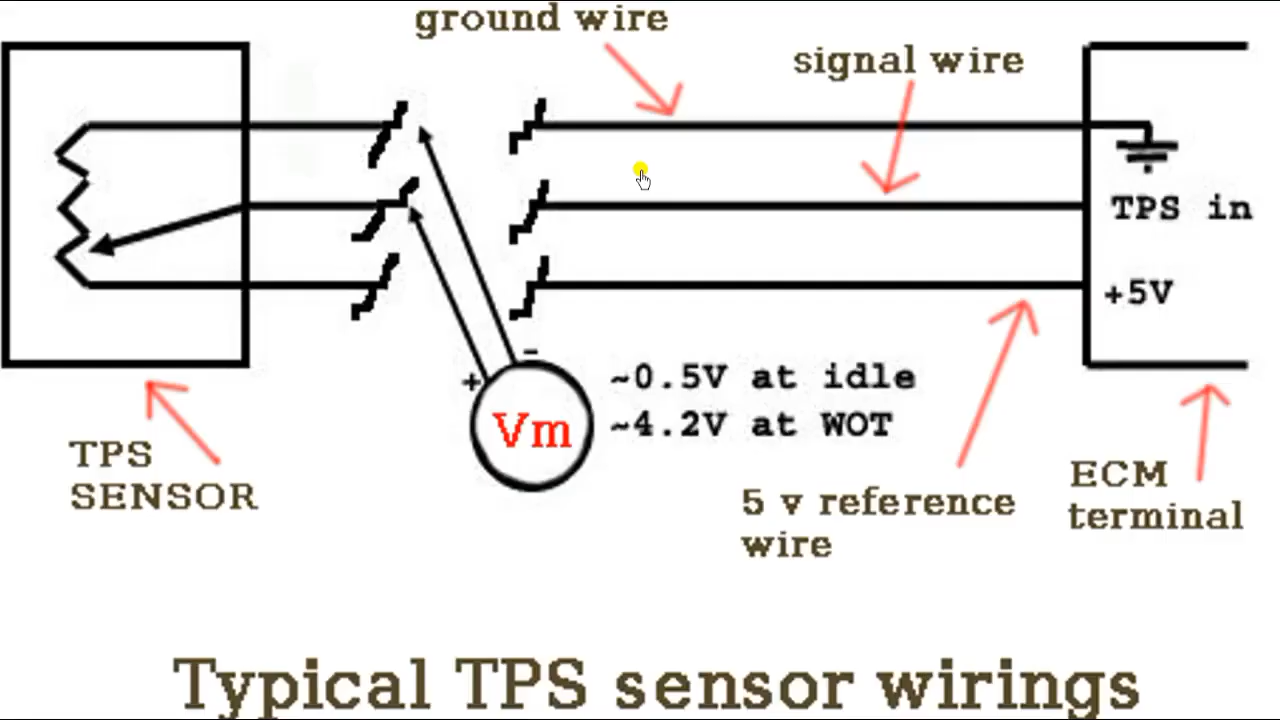 ground wire
signal wire
TPS in
+5V
-
+
Vm
~0.5V at idle
~4.2V at WOT
TPS
SENSOR
5 v reference
wire
ECM
terminal
Typical TPS sensor wirings